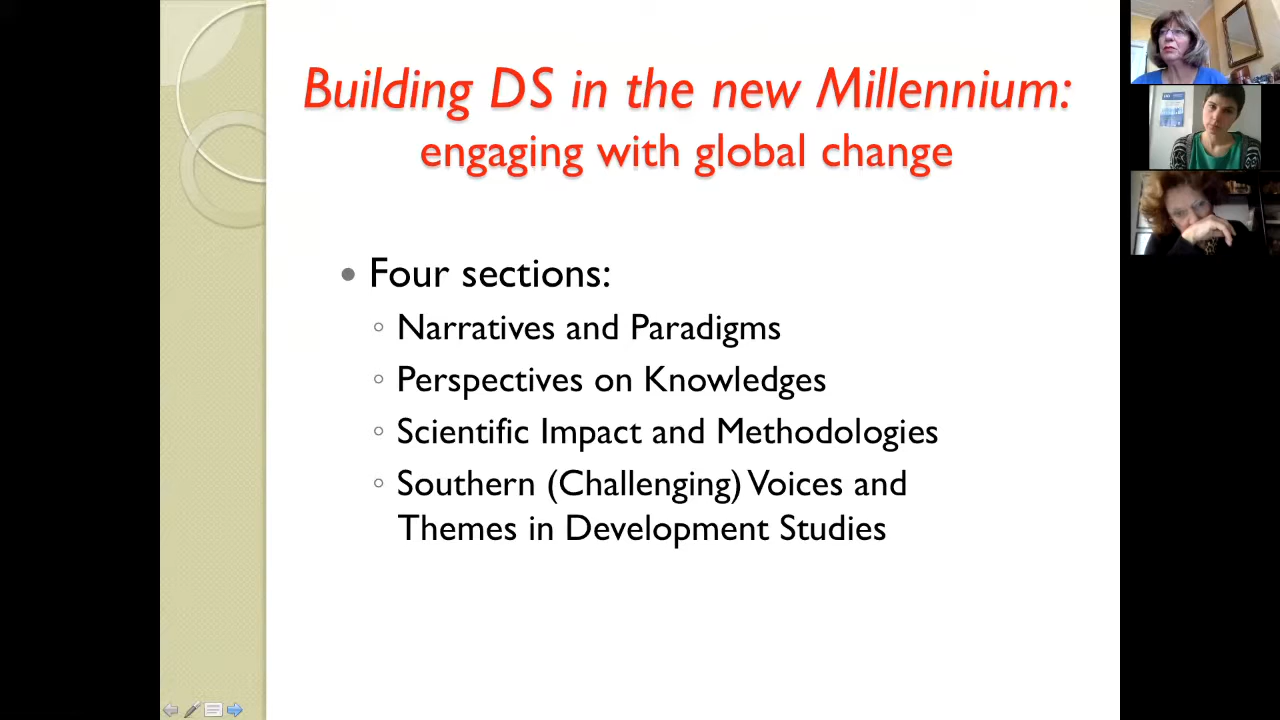 Building DS in the new Millennium:
engaging with global change
• Four sections:
◦ Narratives and Paradigms
◦ Perspectives on Knowledges
◦ Scientific Impact and Methodologies
◦ Southern (Challenging) Voices and
Themes in Development Studies